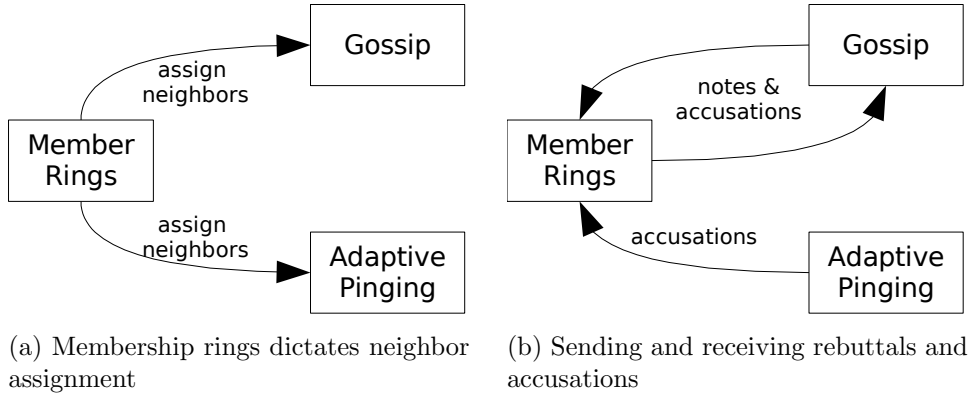 Gossip
assign
neighbors
Member
Rings
assign
neighbors
Adaptive
Pinging
(a) Membership rings dictates neighbor
assignment
Gossip
notes &
accusations
Member
Rings
accusations
Adaptive
Pinging
(b) Sending and receiving rebuttals and
accusations